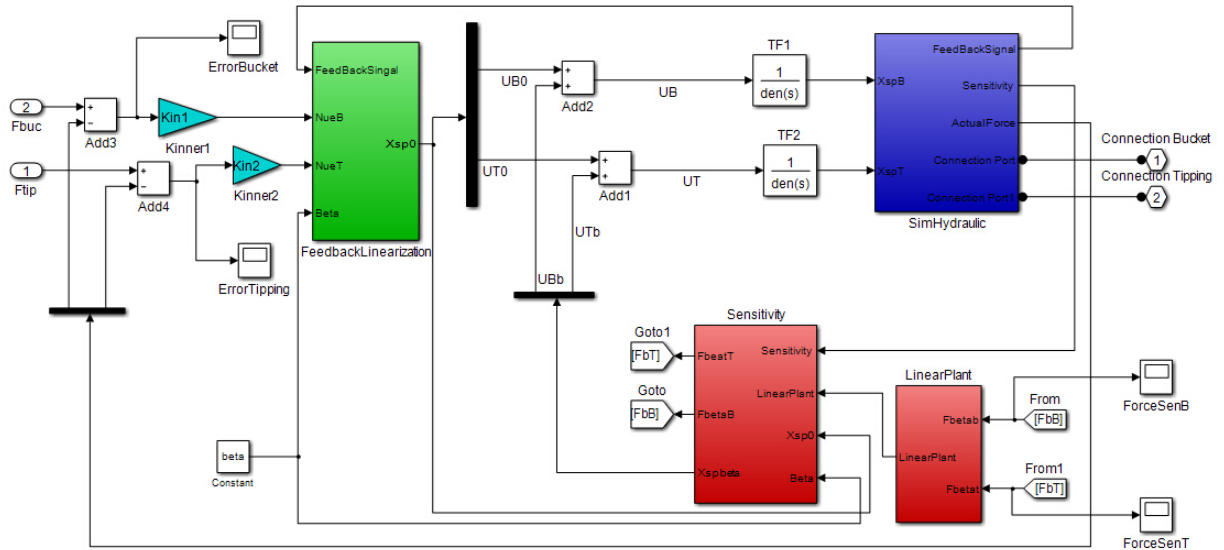 ErrorBucket
2
Fbuc
+
−
Add3
Kin1
Kinner1
1
Ftip
+
−
Add4
Kin2
Kinner2
ErrorTipping
FeedBackSingal
NueB
NueT
Beta
Xsp0
FeedbackLinearization
UB0
UT0
+
+
Add2
UB
+
+
Add1
UT
UTb
UBb
TF1
1
den(s)
TF2
1
den(s)
XspB
XspT
FeedBackSignal
Sensitivity
ActualForce
Connection Port
Connection Port1
SimHydraulic
Connection Bucket
1
Connection Tipping
2
Sensitivity
Goto1
[FbT]
Goto
[FbB]
FbeatT
FbetaB
Xspbeta
Sensitivity
LinearPlant
Xsp0
Beta
LinearPlant
LinearPlant
Fbetab
Fbetat
From
[FbB]
From1
[FbT]
ForceSenB
ForceSenT
beta
Constant